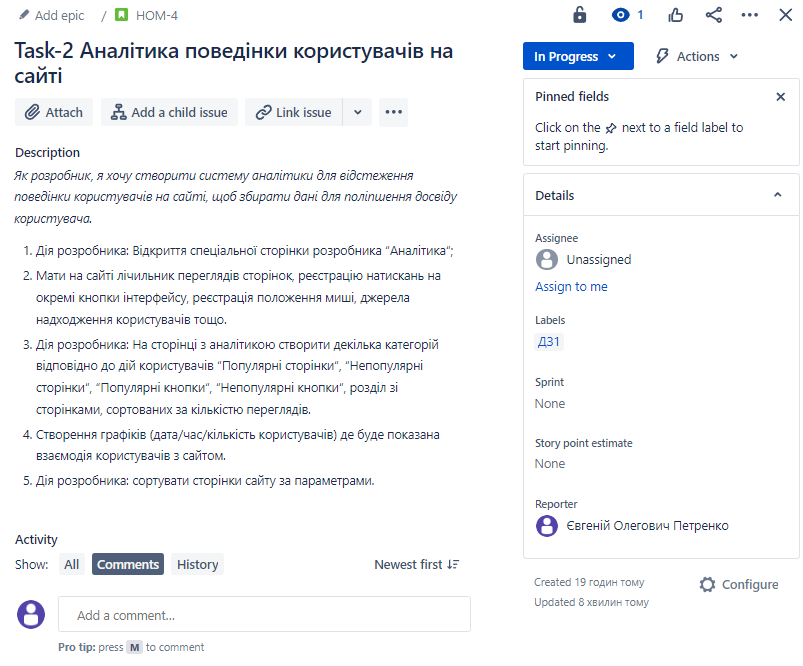 Add epic / HOM-4
1
Task-2 Аналітика поведінки користувачів на
сайті
Attach
Add a child issue
Link issue
Description
Як розробник, я хочу створити систему аналітики для відстеження
поведінки користувачів на сайті, щоб збирати дані для поліпшення досвіду
користувача.
1. Дія розробника: Відкриття спеціальної сторінки розробника “Аналітика”;
2. Мати на сайті лічильник переглядів сторінок, реєстрацію натискань на
окремі кнопки інтерфейсу, реєстрація положення миші, джерела
надходження користувачів тощо.
3. Дія розробника: На сторінці з аналітикою створити декілька категорій
відповідно до дій користувачів “Популярні сторінки”, “Непопулярні
сторінки”, “Популярні кнопки”, “Непопулярні кнопки”, розділ зі
сторінками, сортованих за кількістю переглядів.
4. Створення графіків (дата/час/кількість користувачів) де буде показана
взаємодія користувачів з сайтом.
5. Дія розробника: сортувати сторінки сайту за параметрами.
Activity
Show: All Comments History Newest first
Add a comment...
Pro tip: press M to comment
In Progress
Actions
Pinned fields
Click on the next to a field label to
start pinning.
Details
Assignee
Unassigned
Assign to me
Labels
ДЗ1
Sprint
None
Story point estimate
None
Reporter
Євгеній Олегович Петренко
Created 19 годин тому
Updated 8 хвилин тому
Configure